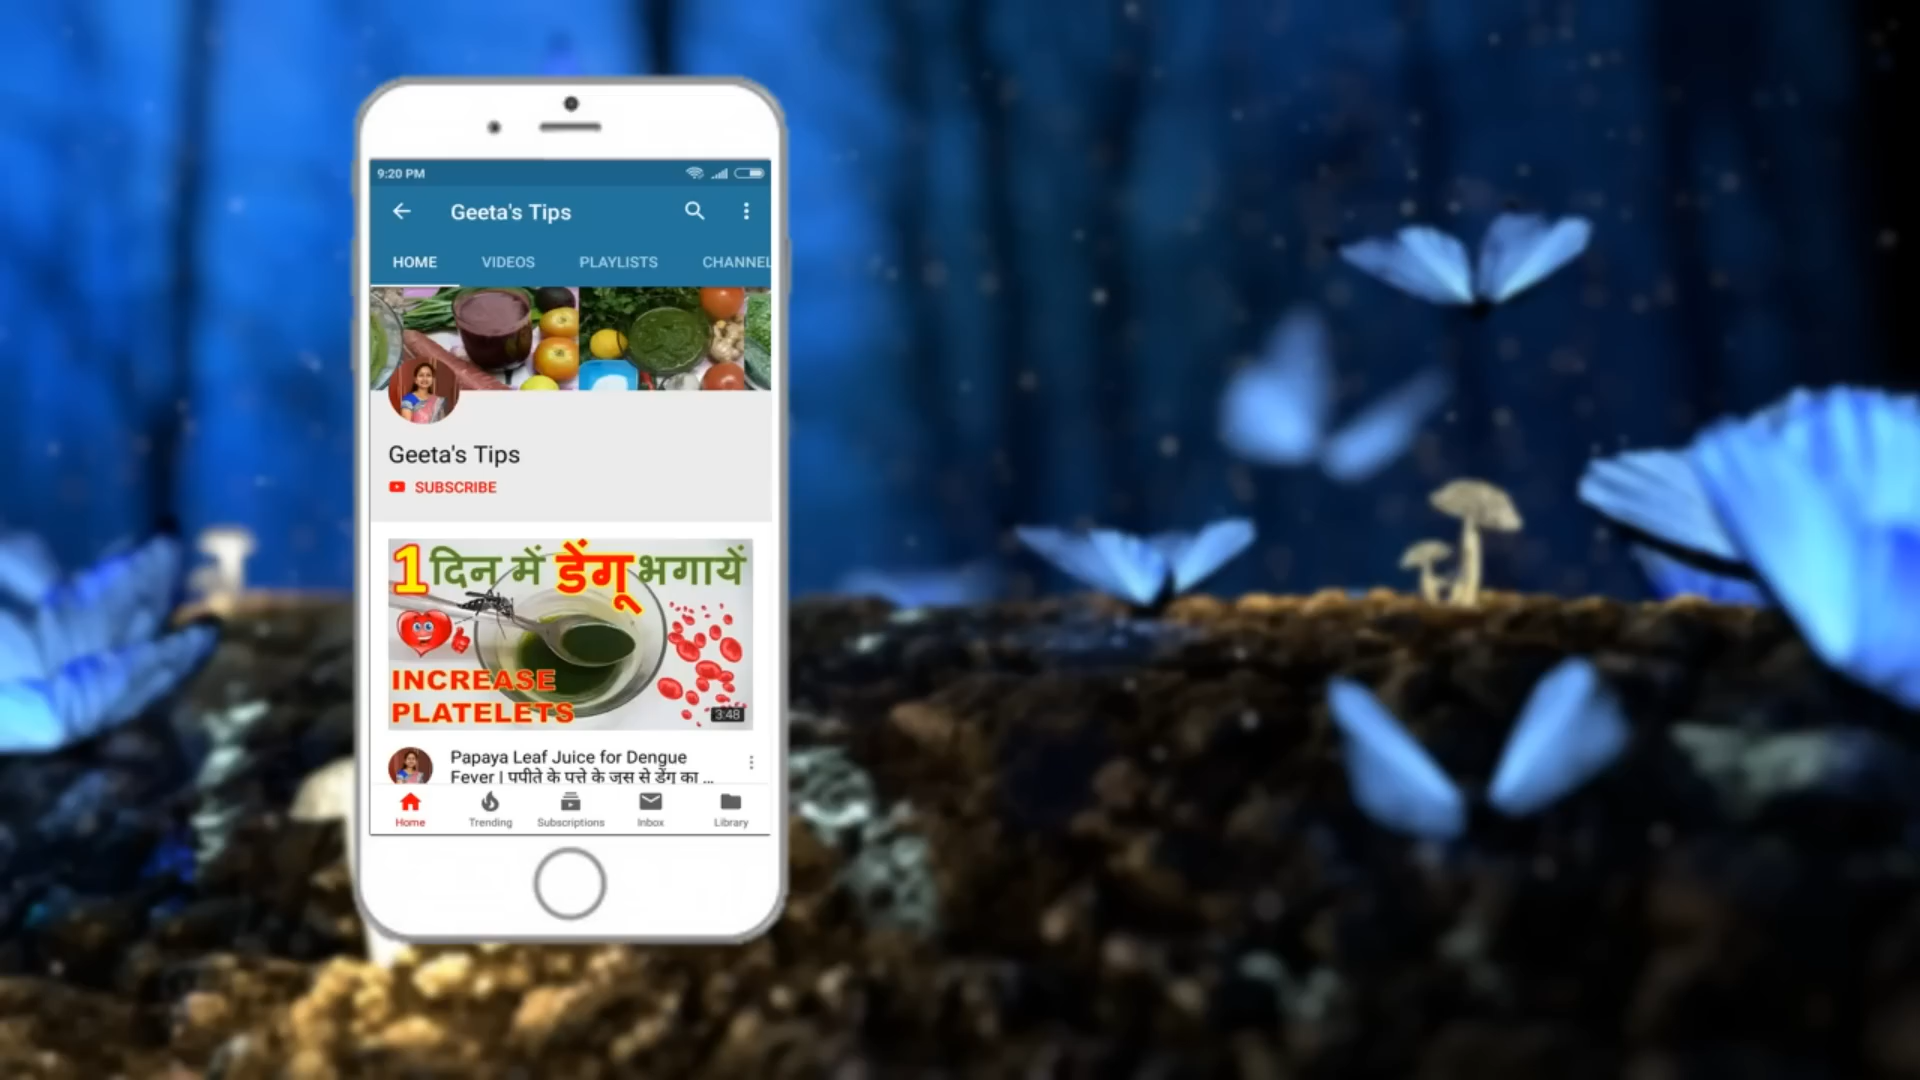 9:20 PM
Geeta's Tips
HOME VIDEOS PLAYLISTS CHANNEL
Geeta's Tips
SUBSCRIBE
1 दिन में डेंगू भगायें
INCREASE
PLATELETS
3:48
Papaya Leaf Juice for Dengue
Fever | पपीते के पत्ते के जूस से डेंगू का ...
Home Trending Subscriptions Inbox Library